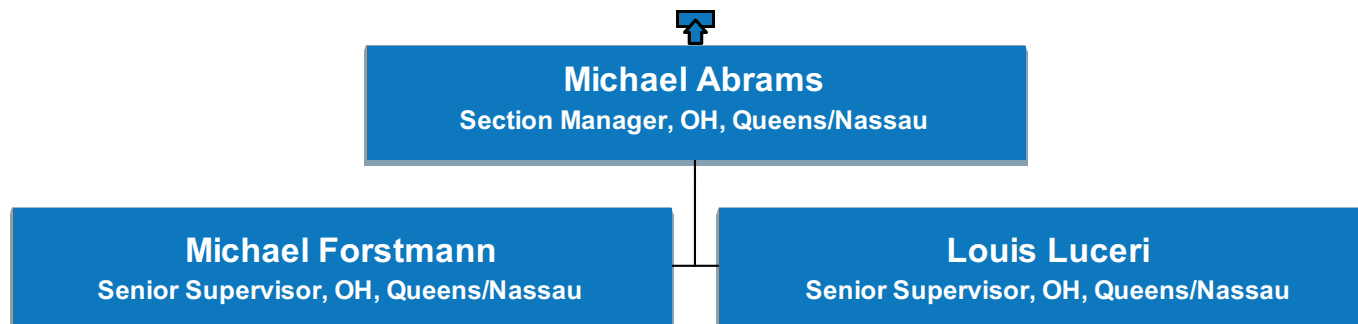 Michael Abrams
Section Manager, OH, Queens/Nassau
Michael Forstmann
Senior Supervisor, OH, Queens/Nassau
Louis Luceri
Senior Supervisor, OH, Queens/Nassau